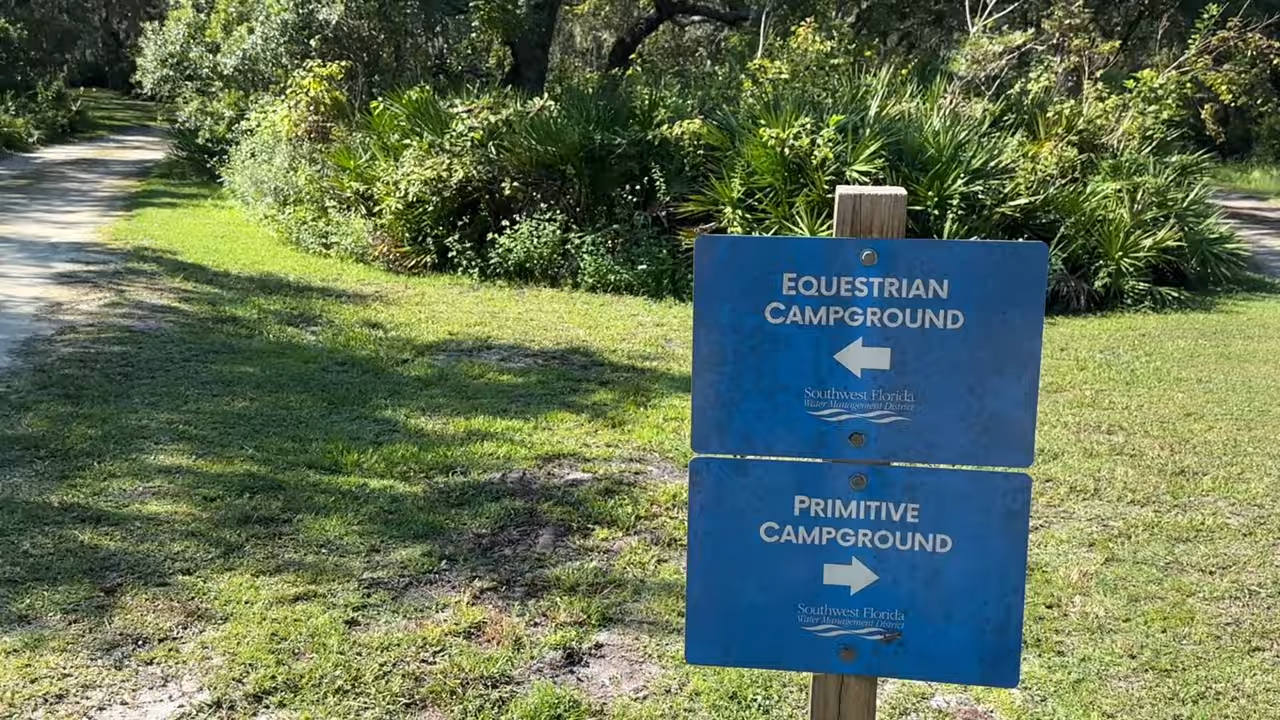 EQUESTRIAN
CAMPGROUND
Southwest Florida
Water Management District
PRIMITIVE
CAMPGROUND
Southwest Florida
Water Management District